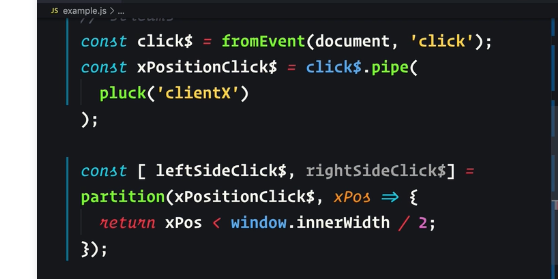 JS example.js > ...
// streams
const click$ = fromEvent(document, 'click');
const xPositionClick$ = click$.pipe(
pluck('clientX')
);
const [ leftSideClick$, rightSideClick$] =
partition(xPositionClick$, xPos => {
return xPos < window.innerWidth / 2;
});